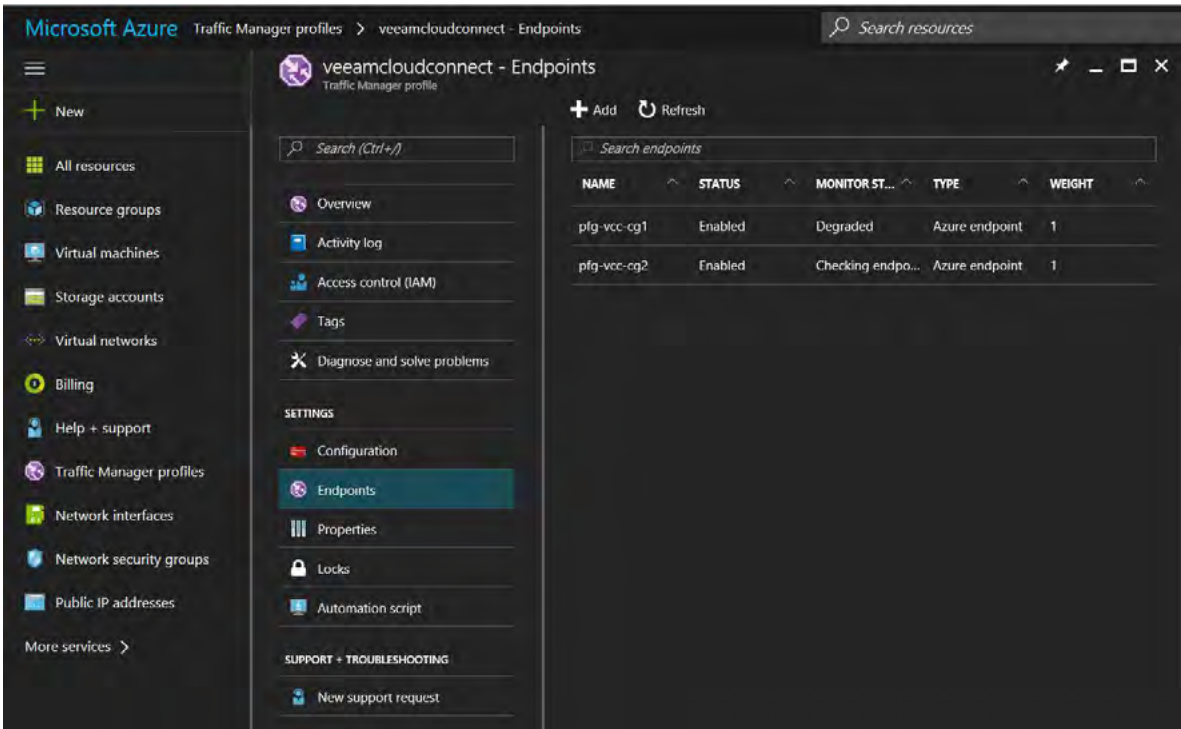 Microsoft Azure Traffic Manager profiles > veeamcloudconnect - Endpoints
Search resources
New
All resources
Resource groups
Virtual machines
Storage accounts
Virtual networks
Billing
Help + support
Traffic Manager profiles
Network interfaces
Network security groups
Public IP addresses
More services >
veeamcloudconnect - Endpoints
Traffic Manager profile
Search (Ctrl+/)
Overview
Activity log
Access control (IAM)
Tags
Diagnose and solve problems
SETTINGS
Configuration
Endpoints
Properties
Locks
Automation script
SUPPORT + TROUBLESHOOTING
New support request
Add Refresh
Search endpoints
NAME STATUS MONITOR ST... TYPE WEIGHT
pfg-vcc-cg1 Enabled Degraded Azure endpoint 1
pfg-vcc-cg2 Enabled Checking endpo... Azure endpoint 1